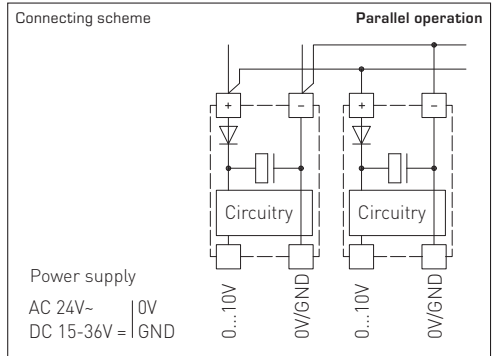 Connecting scheme
Parallel operation
+ − + −
Circuitry Circuitry
Power supply
AC 24V~ | 0V
DC 15-36V = | GND
0...10V
0V/GND
0...10V
0V/GND